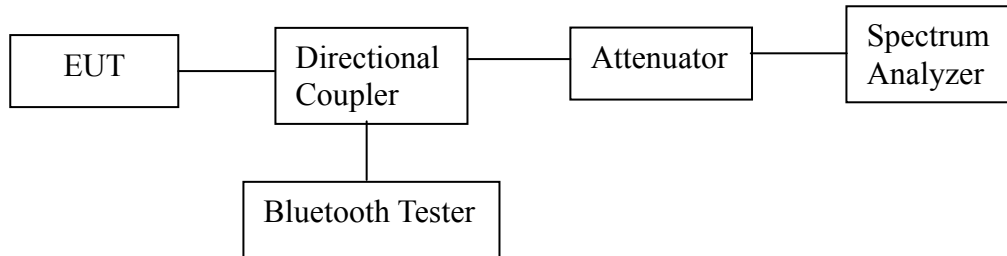 EUT
Directional
Coupler
Attenuator
Spectrum
Analyzer
Bluetooth Tester